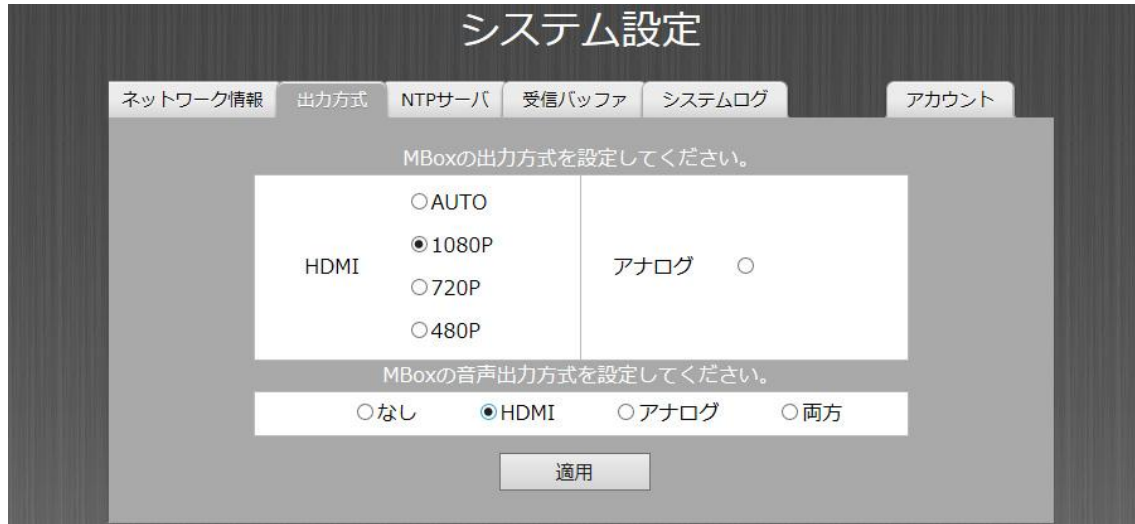 システム設定
ネットワーク情報 出力方式 NTPサーバ 受信バッファ システムログ アカウント
MBoxの出力方式を設定してください。
AUTO
1080P
HDMI アナログ
720P
480P
MBoxの音声出力方式を設定してください。
なし HDMI アナログ 両方
適用